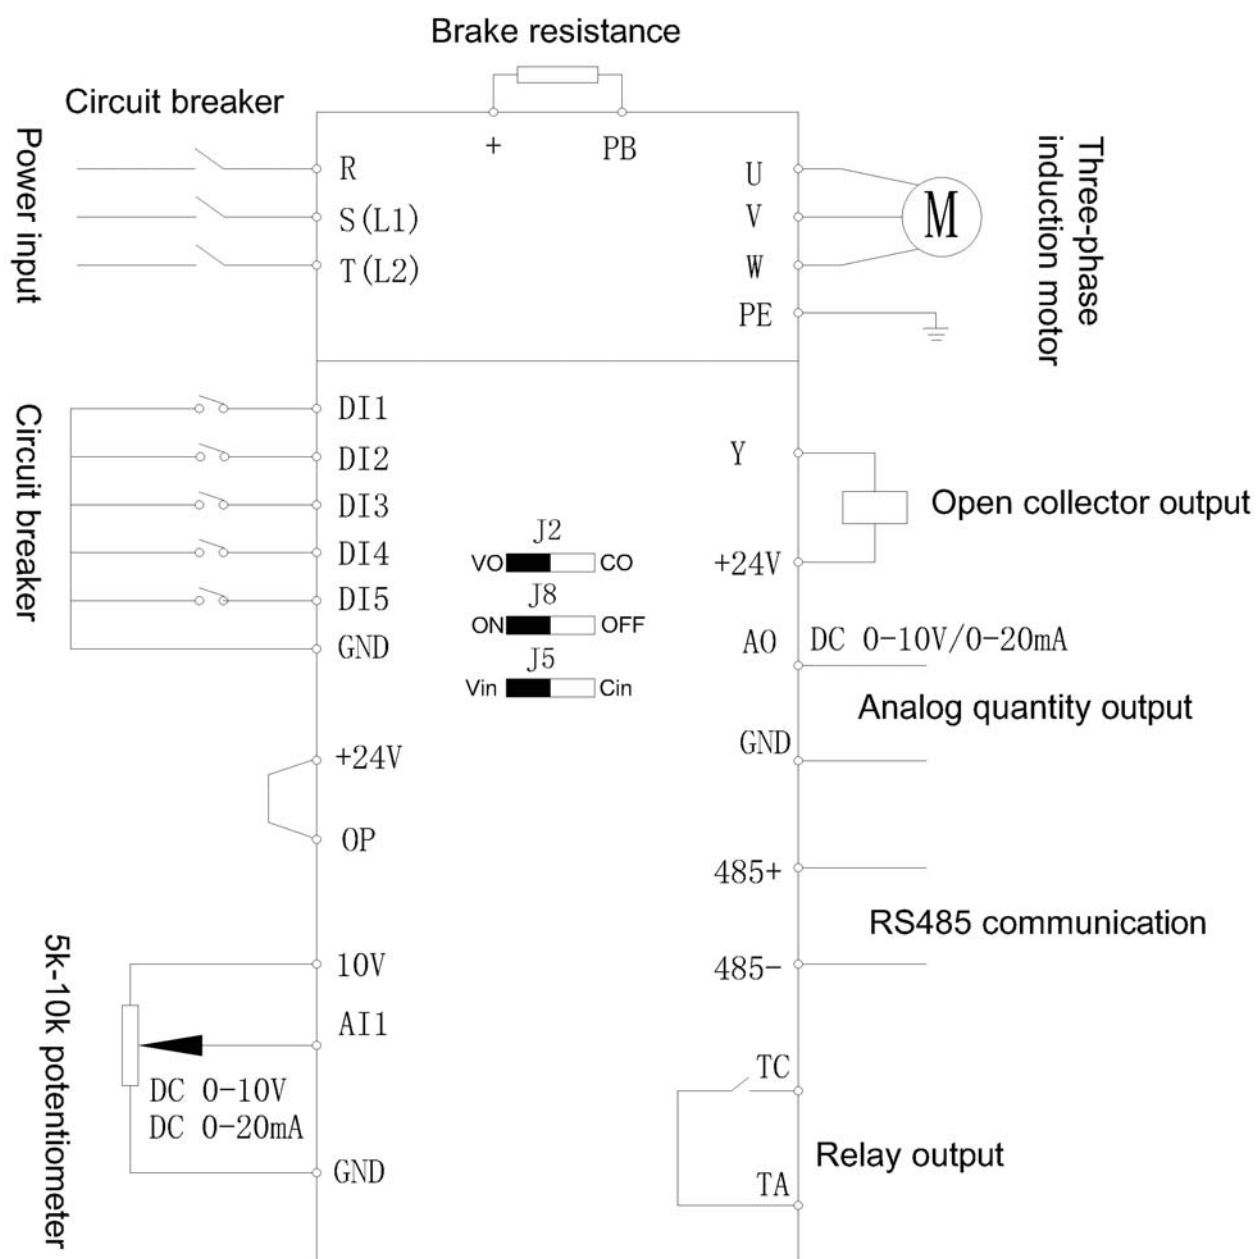 Brake resistance
Circuit breaker
Power input
+
PB
R
S(L1)
T(L2)
U
V
W
PE
M
Three-phase
induction motor
Circuit breaker
DI1
DI2
DI3
DI4
DI5
GND
J2
VO
CO
J8
ON
OFF
J5
Vin
Cin
Y
+24V
Open collector output
AO
DC 0-10V/0-20mA
Analog quantity output
GND
+24V
OP
485+
RS485 communication
485-
5k-10k potentiometer
10V
AI1
DC 0-10V
DC 0-20mA
GND
TC
Relay output
TA